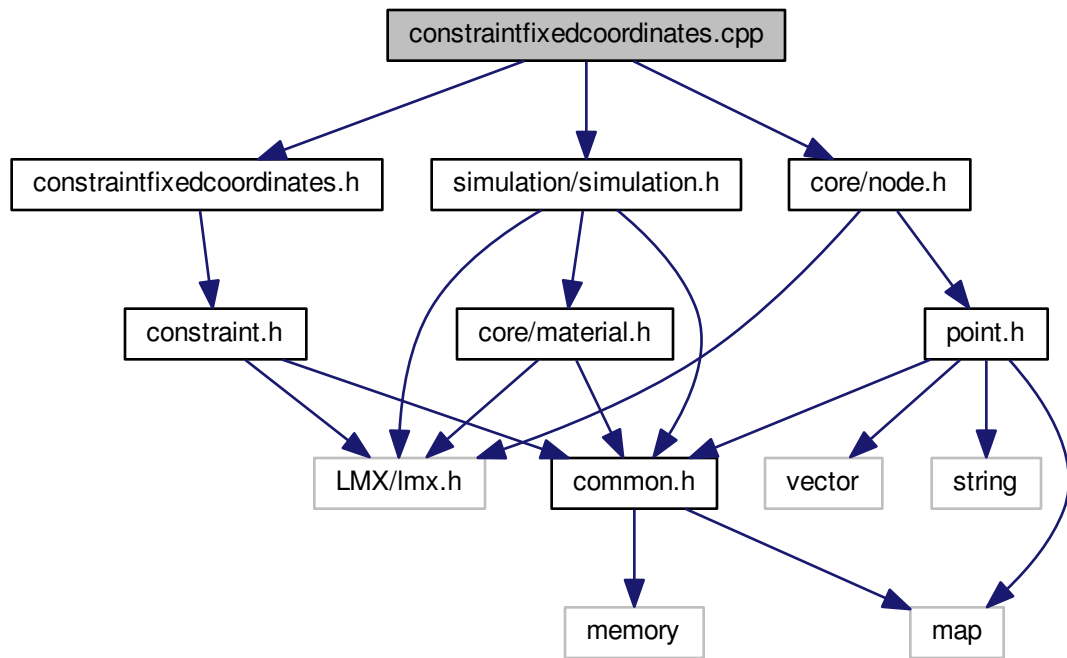 constraintfixedcoordinates.cpp
constraintfixedcoordinates.h
simulation/simulation.h
core/node.h
constraint.h
core/material.h
point.h
LMX/lmx.h
common.h
vector
string
memory
map